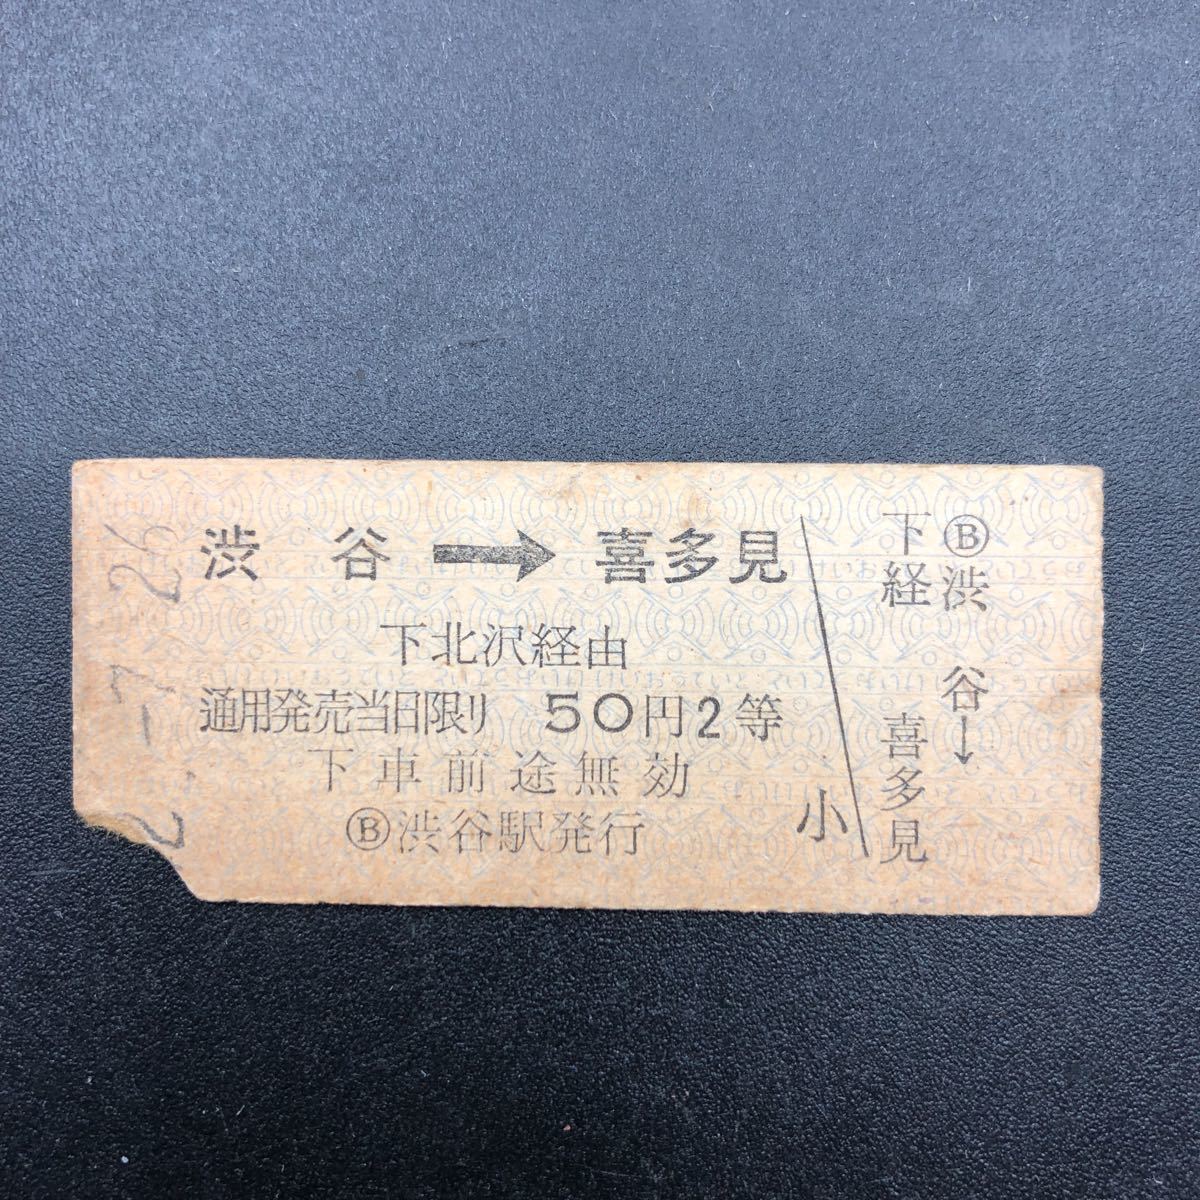 渋谷→喜多見
下北沢経由
通用発売当日限り 50円2等
下車前途無効
Ⓑ渋谷駅発行
小
Ⓑ渋谷→喜多見
下経
-7.26